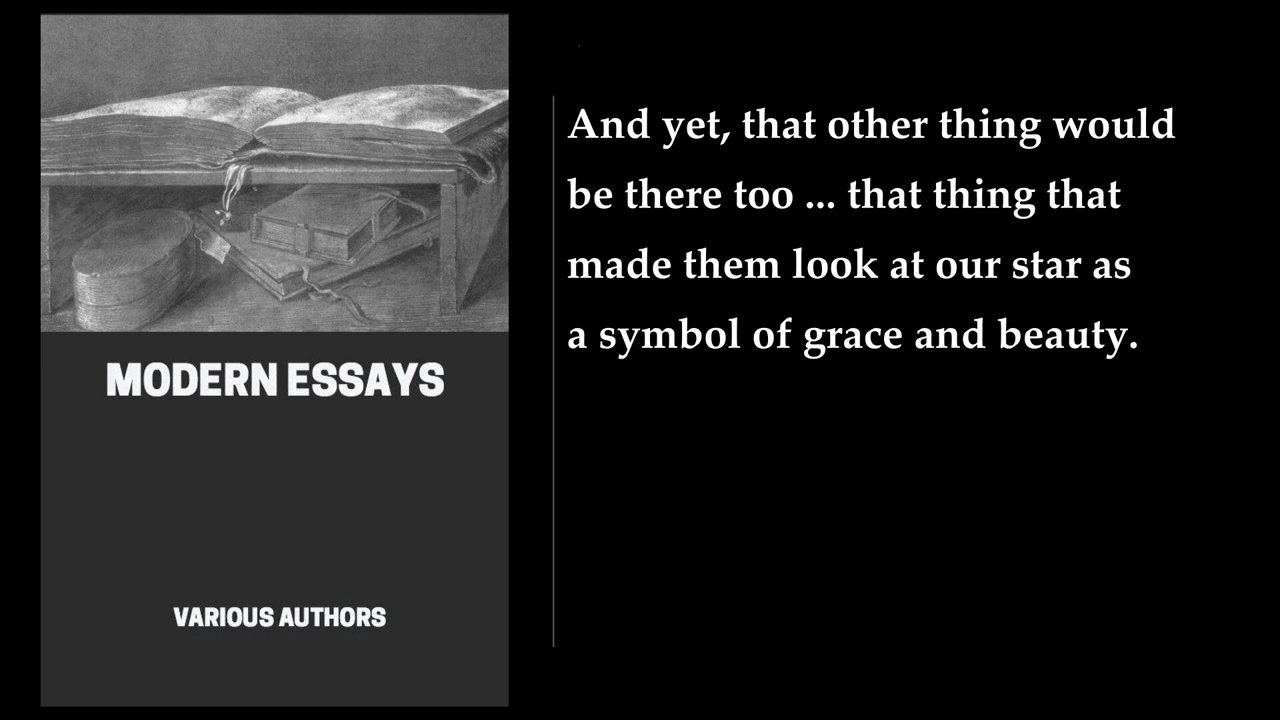 MODERN ESSAYS
VARIOUS AUTHORS
And yet, that other thing would
be there too ... that thing that
made them look at our star as
a symbol of grace and beauty.